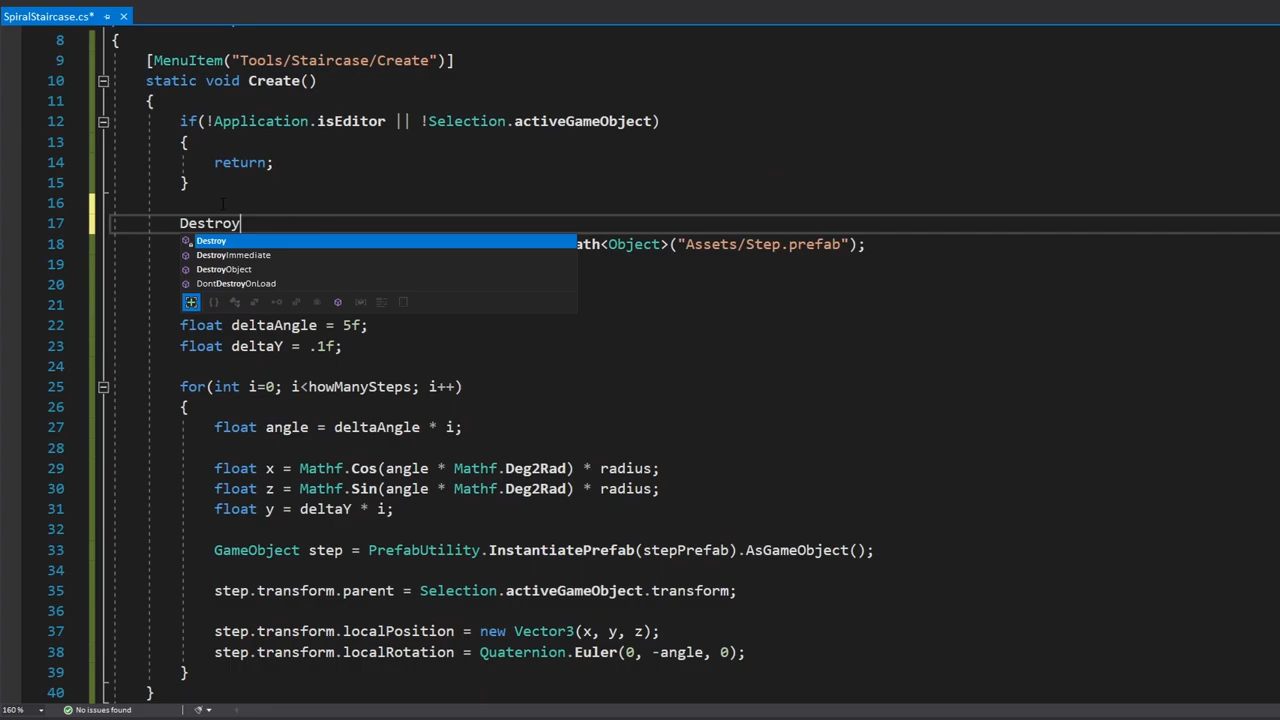 SpiralStaircase.cs*
8 {
9 [MenuItem("Tools/Staircase/Create")]
10 static void Create()
11 {
12 if(!Application.isEditor || !Selection.activeGameObject)
13 {
14 return;
15 }
16
17 Destroy
Destroy
18 ath<Object>("Assets/Step.prefab");
DestroyImmediate
19
DestroyObject
20 DontDestroyOnLoad
21
22 float deltaAngle = 5f;
23 float deltaY = .1f;
24
25 for(int i=0; i<howManySteps; i++)
26 {
27 float angle = deltaAngle * i;
28
29 float x = Mathf.Cos(angle * Mathf.Deg2Rad) * radius;
30 float z = Mathf.Sin(angle * Mathf.Deg2Rad) * radius;
31 float y = deltaY * i;
32
33 GameObject step = PrefabUtility.InstantiatePrefab(stepPrefab).AsGameObject();
34
35 step.transform.parent = Selection.activeGameObject.transform;
36
37 step.transform.localPosition = new Vector3(x, y, z);
38 step.transform.localRotation = Quaternion.Euler(0, -angle, 0);
39 }
40 }
160 % No issues found